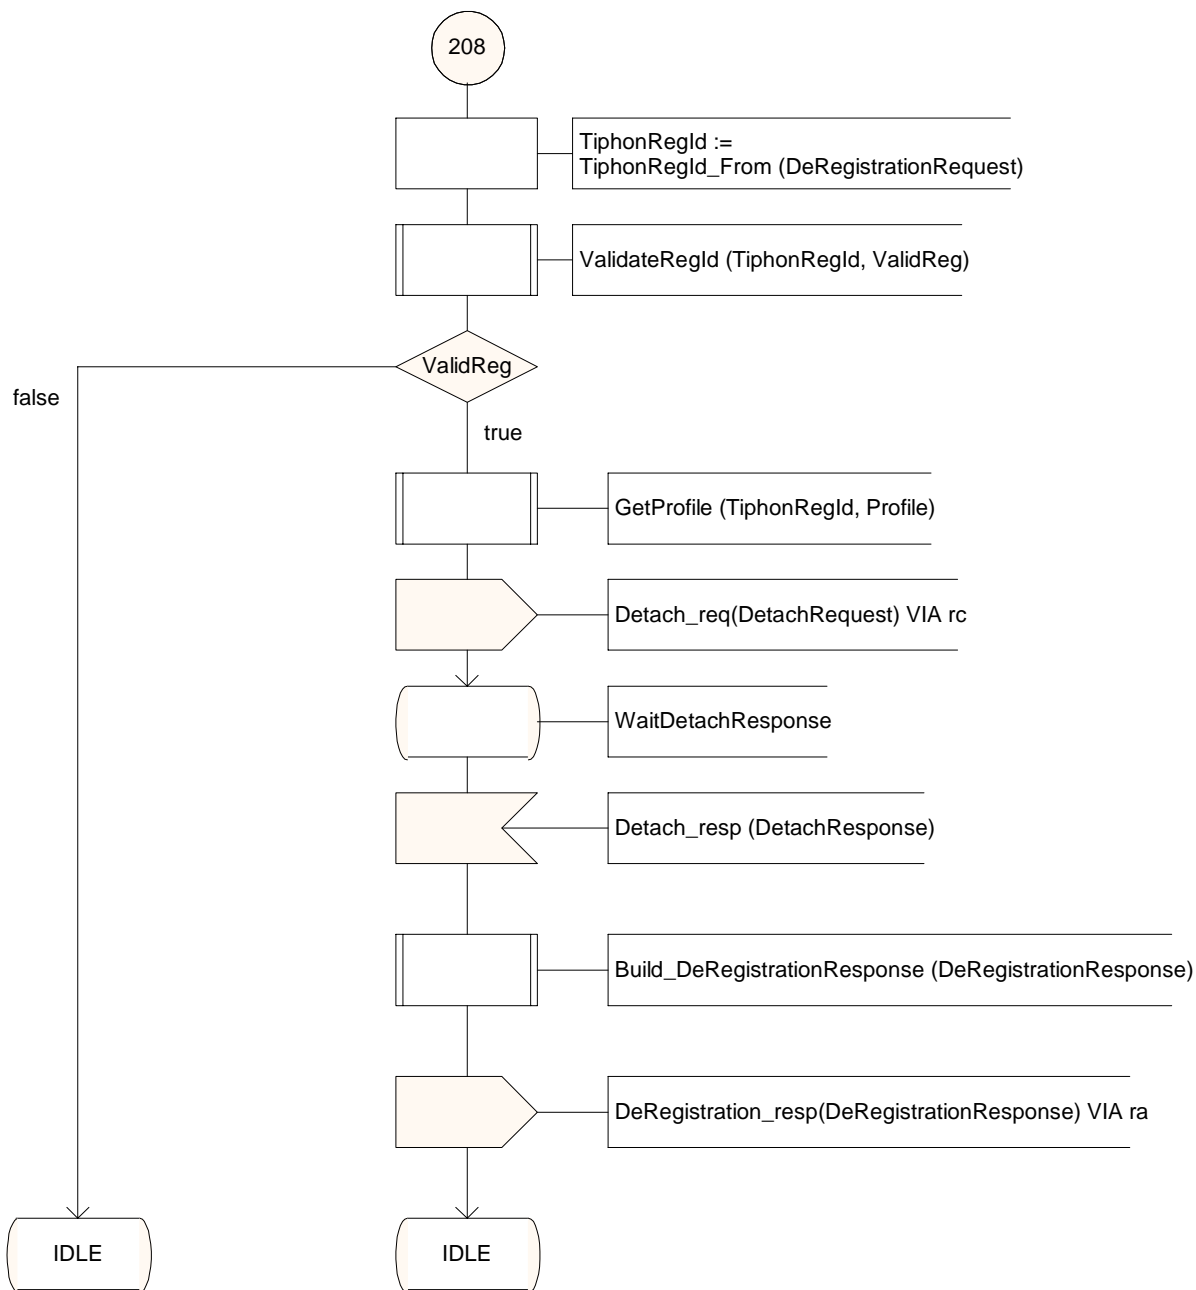 208
TiphonRegId :=
TiphonRegId_From (DeRegistrationRequest)
ValidateRegId (TiphonRegId, ValidReg)
ValidReg
false
true
GetProfile (TiphonRegId, Profile)
Detach_req(DetachRequest) VIA rc
WaitDetachResponse
Detach_resp (DetachResponse)
Build_DeRegistrationResponse (DeRegistrationResponse)
DeRegistration_resp(DeRegistrationResponse) VIA ra
IDLE
IDLE